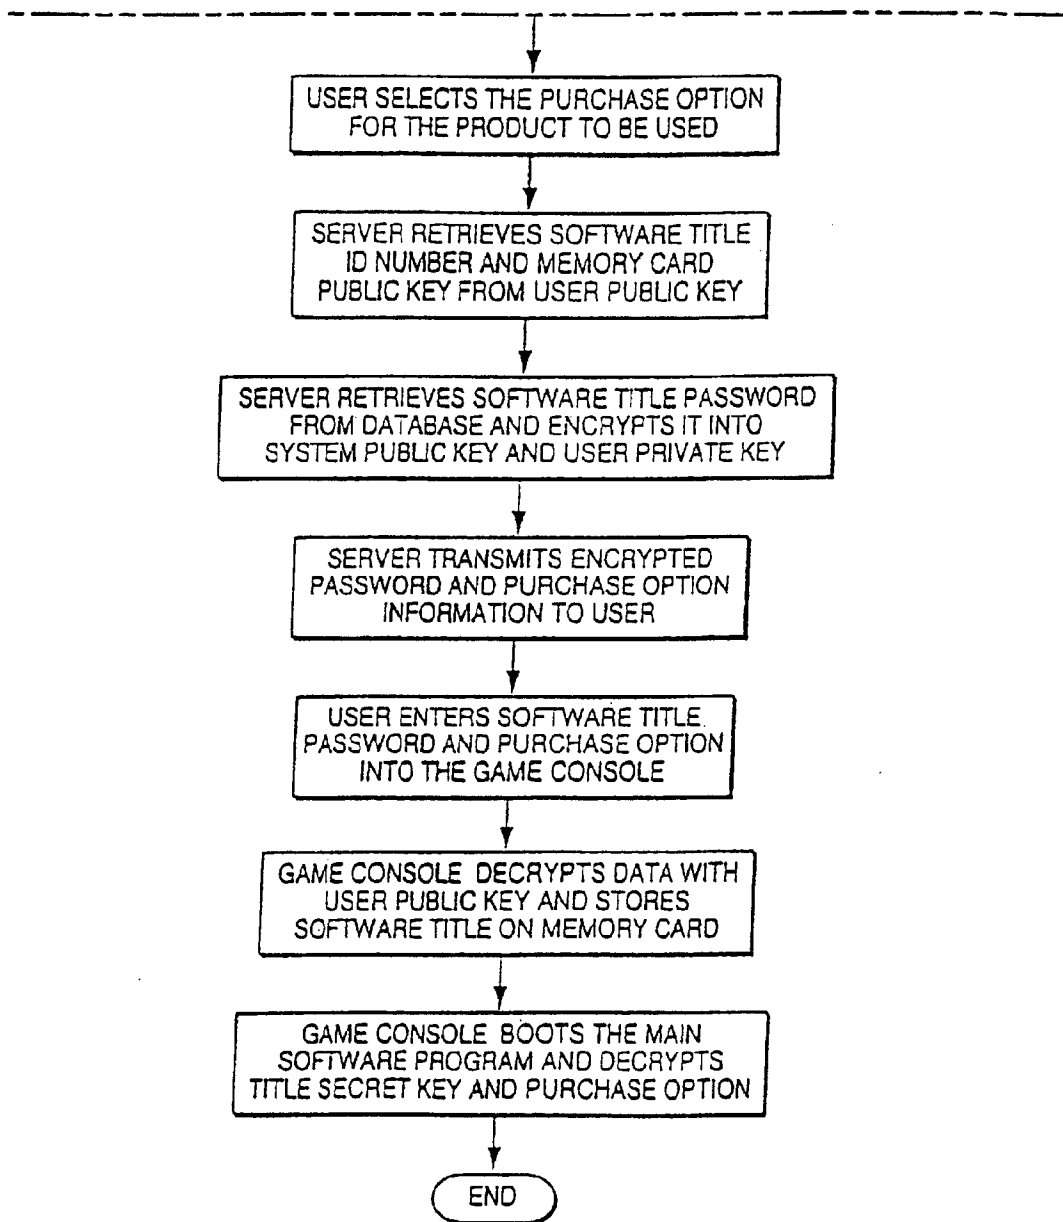 USER SELECTS THE PURCHASE OPTION
FOR THE PRODUCT TO BE USED
SERVER RETRIEVES SOFTWARE TITLE
ID NUMBER AND MEMORY CARD
PUBLIC KEY FROM USER PUBLIC KEY
SERVER RETRIEVES SOFTWARE TITLE PASSWORD
FROM DATABASE AND ENCRYPTS IT INTO
SYSTEM PUBLIC KEY AND USER PRIVATE KEY
SERVER TRANSMITS ENCRYPTED
PASSWORD AND PURCHASE OPTION
INFORMATION TO USER
USER ENTERS SOFTWARE TITLE
PASSWORD AND PURCHASE OPTION
INTO THE GAME CONSOLE
GAME CONSOLE DECRYPTS DATA WITH
USER PUBLIC KEY AND STORES
SOFTWARE TITLE ON MEMORY CARD
GAME CONSOLE BOOTS THE MAIN
SOFTWARE PROGRAM AND DECRYPTS
TITLE SECRET KEY AND PURCHASE OPTION
END